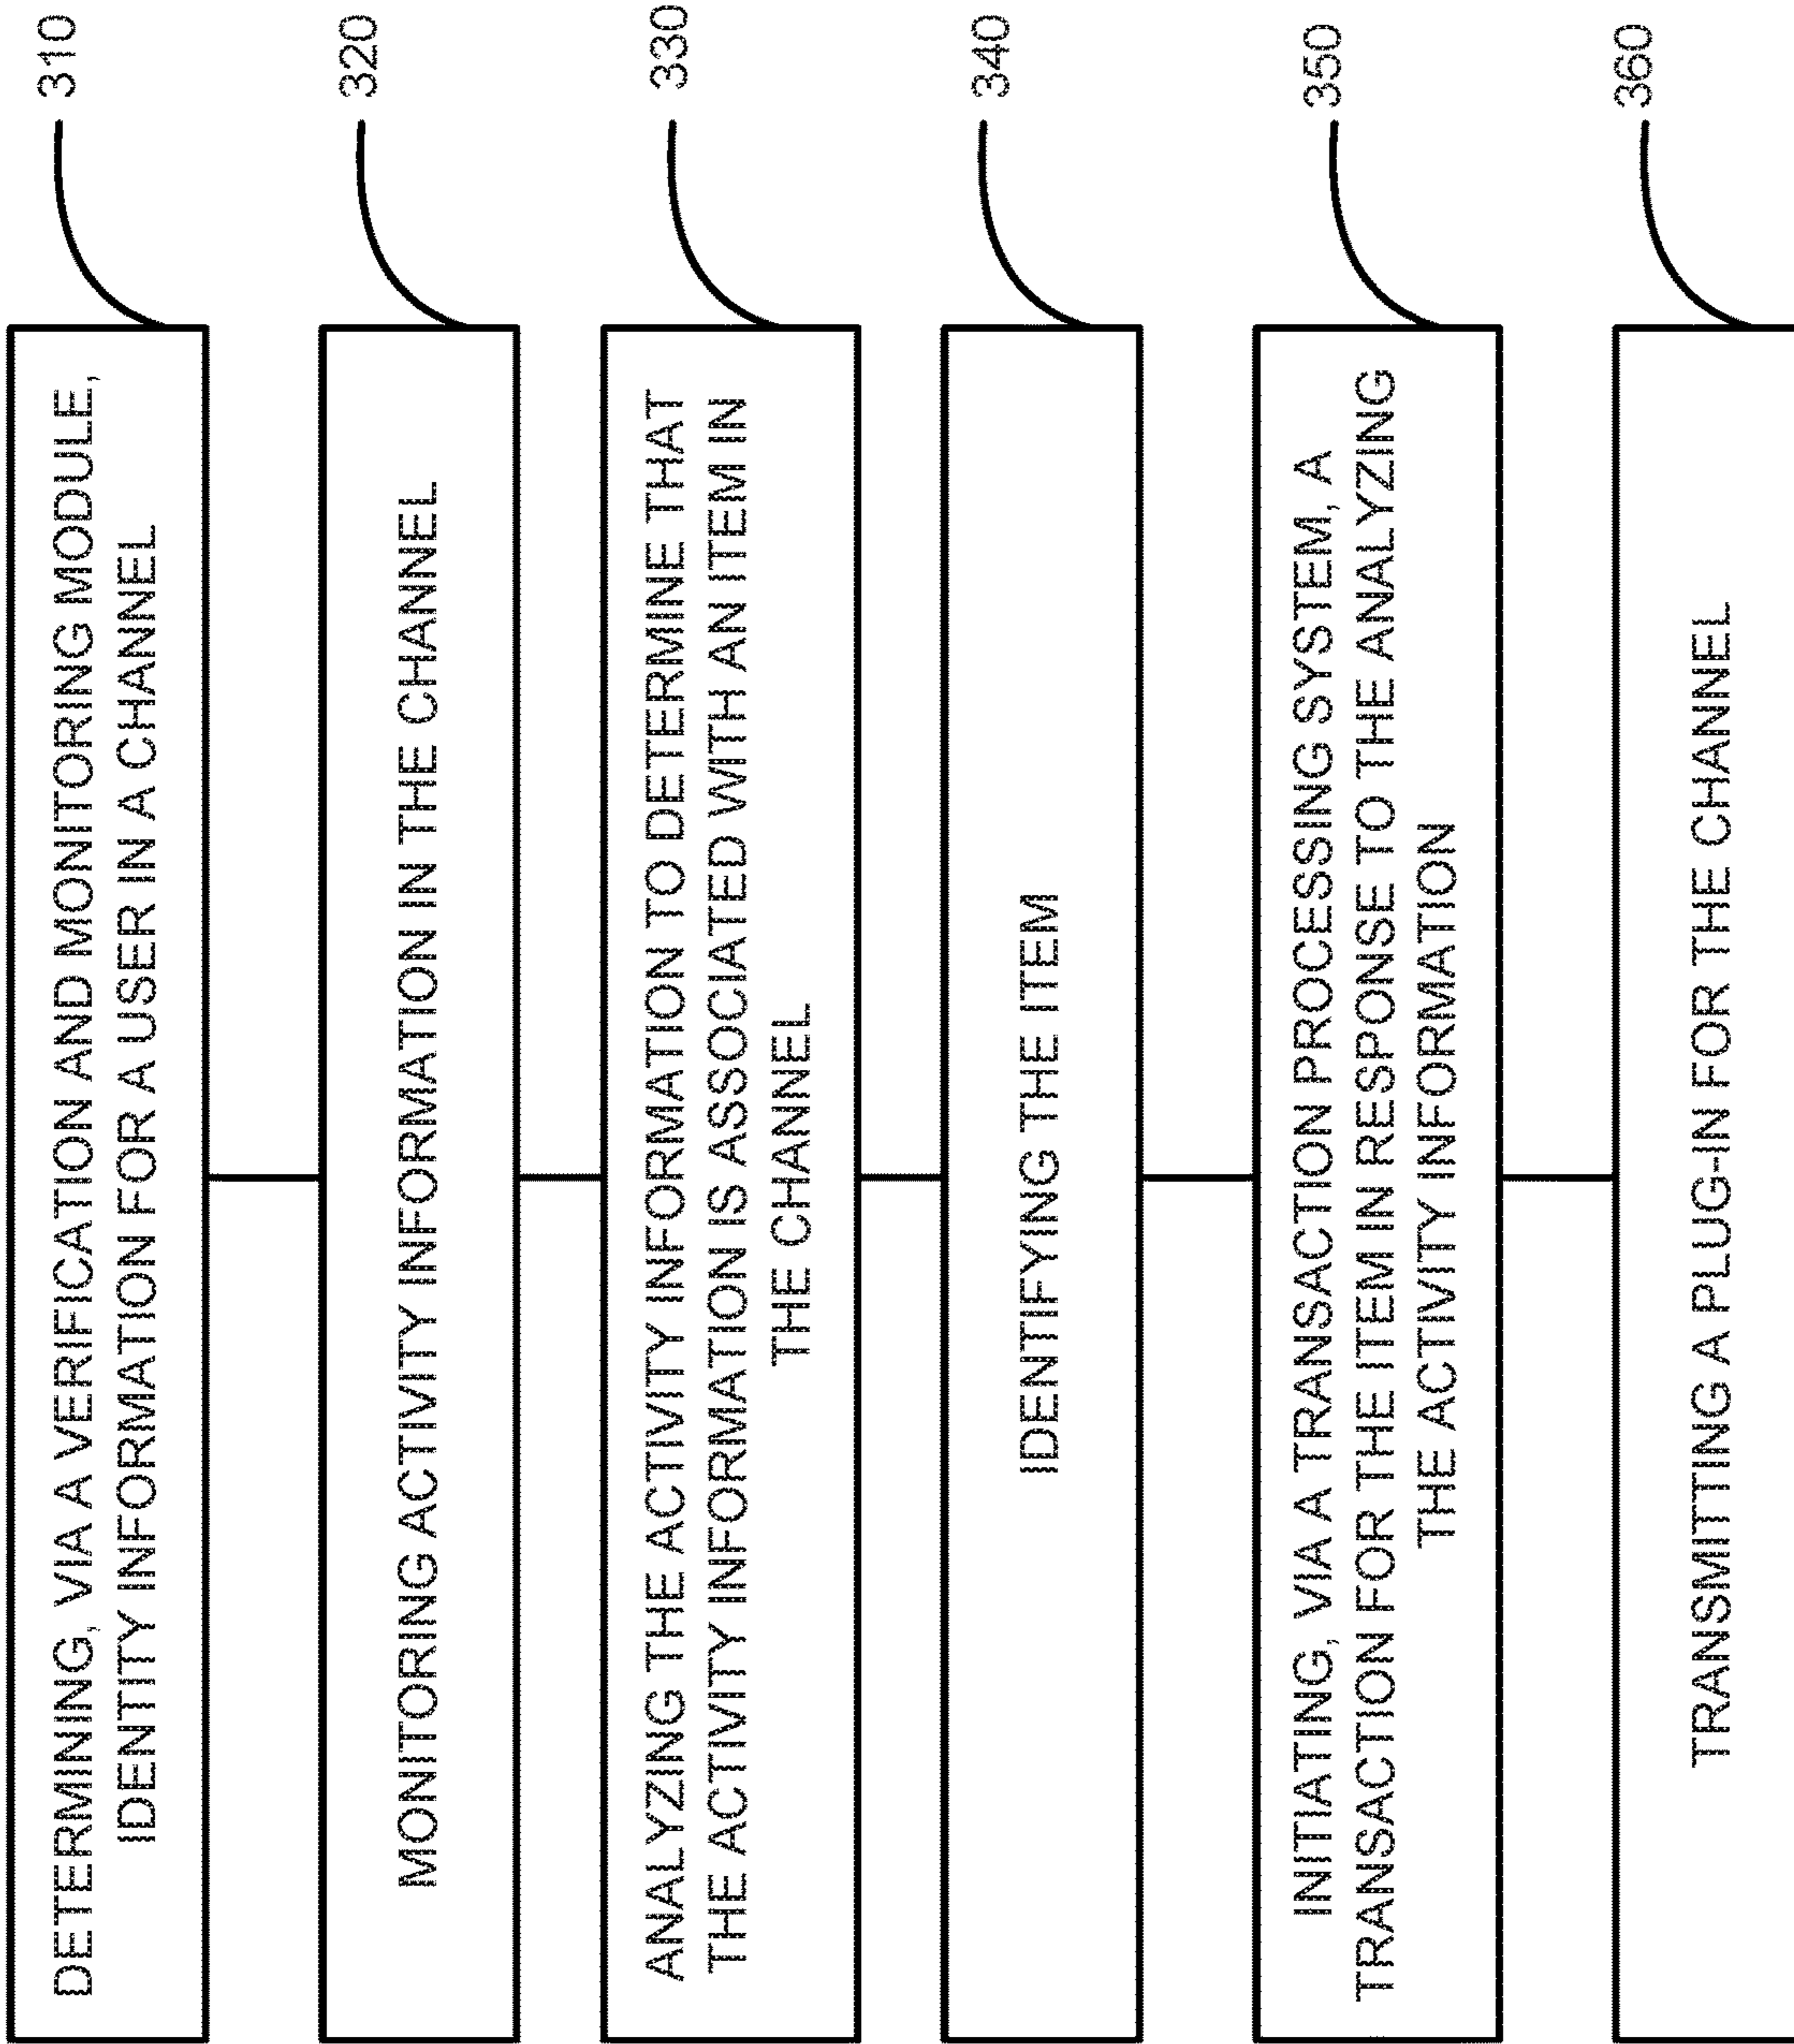 DETERMINING, VIA A VERIFICATION AND MONITORING MODULE,
IDENTITY INFORMATION FOR A USER IN A CHANNEL
310
MONITORING ACTIVITY INFORMATION IN THE CHANNEL
320
ANALYZING THE ACTIVITY INFORMATION TO DETERMINE THAT
THE ACTIVITY INFORMATION IS ASSOCIATED WITH AN ITEM IN
THE CHANNEL
330
IDENTIFYING THE ITEM
340
INITIATING, VIA A TRANSACTION PROCESSING SYSTEM, A
TRANSACTION FOR THE ITEM IN RESPONSE TO THE ANALYZING
THE ACTIVITY INFORMATION
350
TRANSMITTING A PLUG-IN FOR THE CHANNEL
360